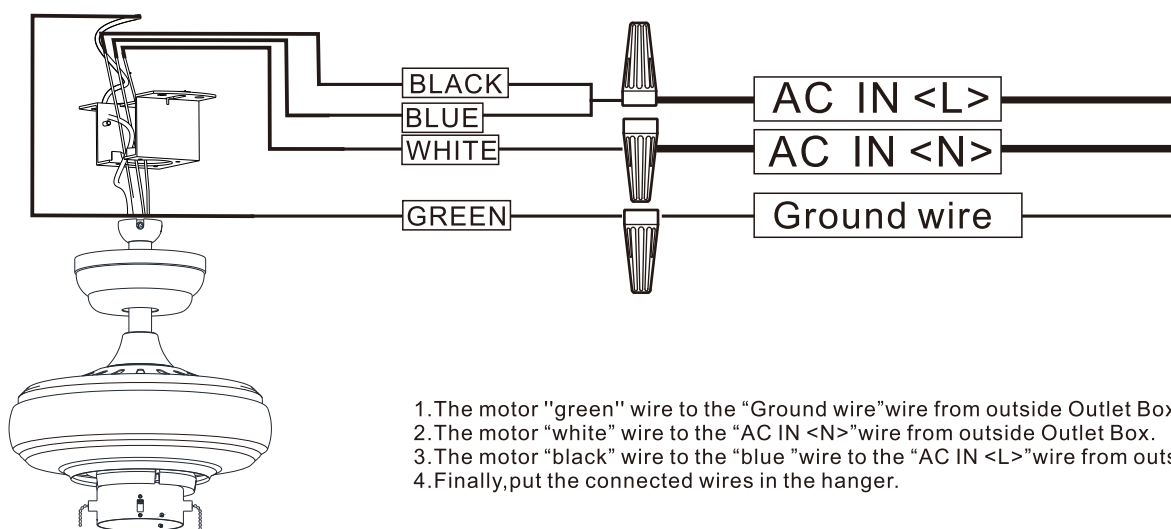 BLACK
BLUE
WHITE
GREEN
AC IN <L>
AC IN <N>
Ground wire
1.The motor "green" wire to the “Ground wire”wire from outside Outlet Box
2.The motor “white” wire to the “AC IN <N>”wire from outside Outlet Box.
3.The motor “black” wire to the “blue ”wire to the “AC IN <L>”wire from outs
4.Finally,put the connected wires in the hanger.